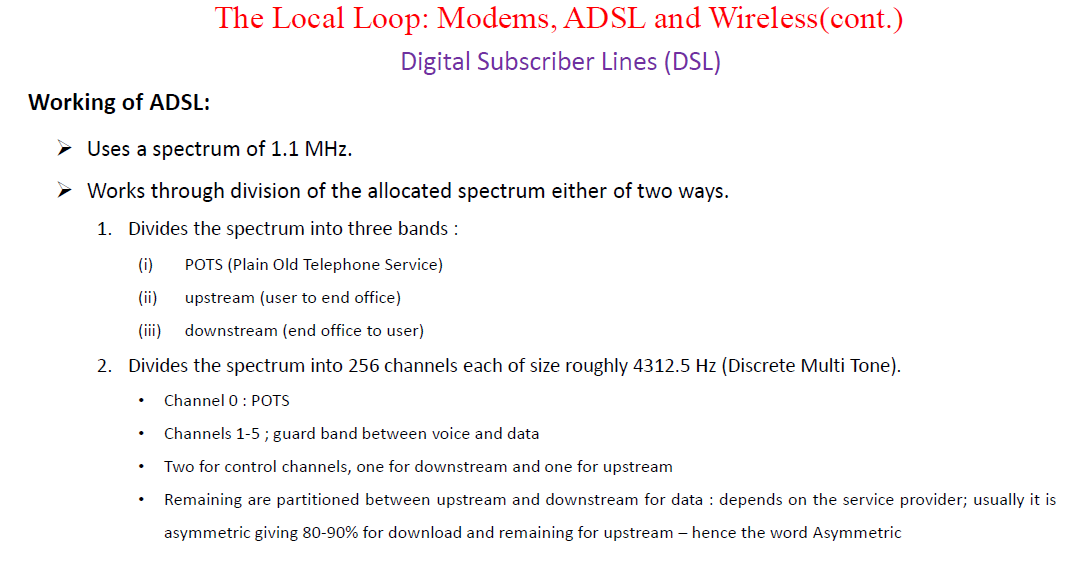 The Local Loop: Modems, ADSL and Wireless(cont.)
Digital Subscriber Lines (DSL)
Working of ADSL:
➢ Uses a spectrum of 1.1 MHz.
➢ Works through division of the allocated spectrum either of two ways.
1. Divides the spectrum into three bands :
(i) POTS (Plain Old Telephone Service)
(ii) upstream (user to end office)
(iii) downstream (end office to user)
2. Divides the spectrum into 256 channels each of size roughly 4312.5 Hz (Discrete Multi Tone).
• Channel 0 : POTS
• Channels 1-5 ; guard band between voice and data
• Two for control channels, one for downstream and one for upstream
• Remaining are partitioned between upstream and downstream for data : depends on the service provider; usually it is
asymmetric giving 80-90% for download and remaining for upstream – hence the word Asymmetric